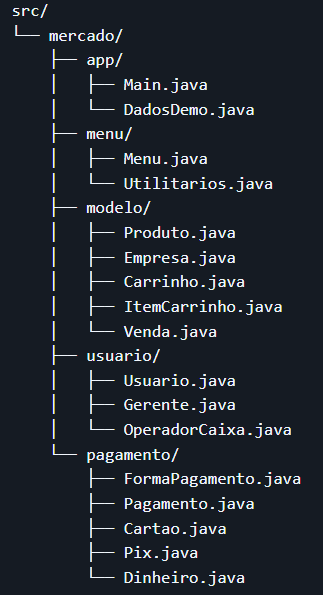 src/
└── mercado/
    ├── app/
    │   ├── Main.java
    │   └── DadosDemo.java
    ├── menu/
    │   ├── Menu.java
    │   └── Utilitarios.java
    ├── modelo/
    │   ├── Produto.java
    │   ├── Empresa.java
    │   ├── Carrinho.java
    │   ├── ItemCarrinho.java
    │   └── Venda.java
    ├── usuario/
    │   ├── Usuario.java
    │   ├── Gerente.java
    │   └── OperadorCaixa.java
    └── pagamento/
        ├── FormaPagamento.java
        ├── Pagamento.java
        ├── Cartao.java
        ├── Pix.java
        └── Dinheiro.java